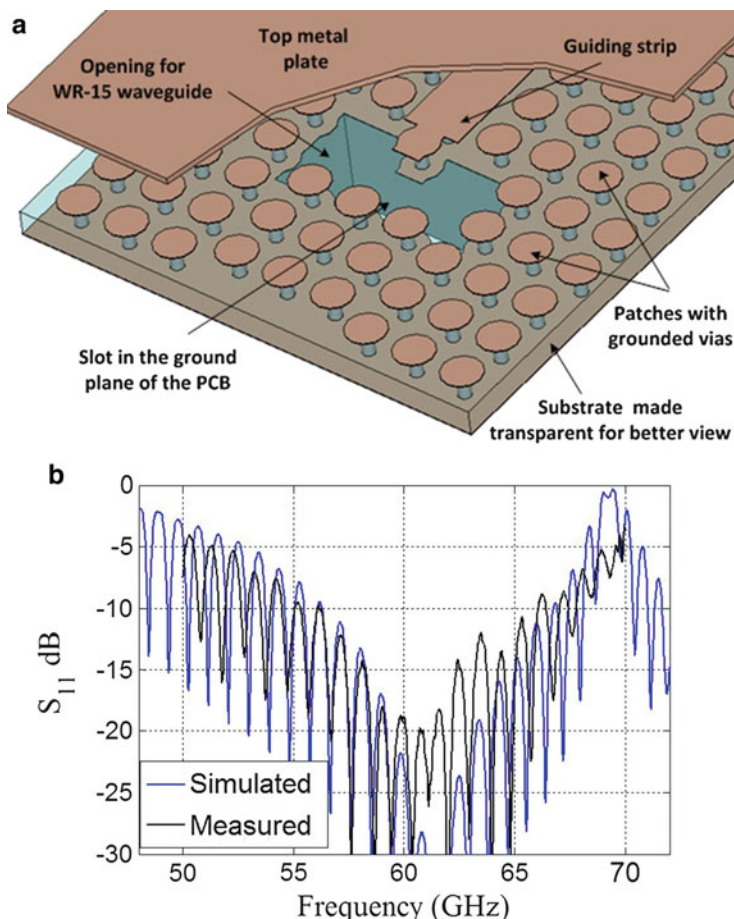 a
Top metal
plate
Guiding strip
Opening for
WR-15 waveguide
Patches with
grounded vias
Slot in the ground
plane of the PCB
Substrate made
transparent for better view
b
0
-5
-10
-15
-20
-25
-30
S11 dB
Simulated
Measured
50
55
60
65
70
Frequency (GHz)